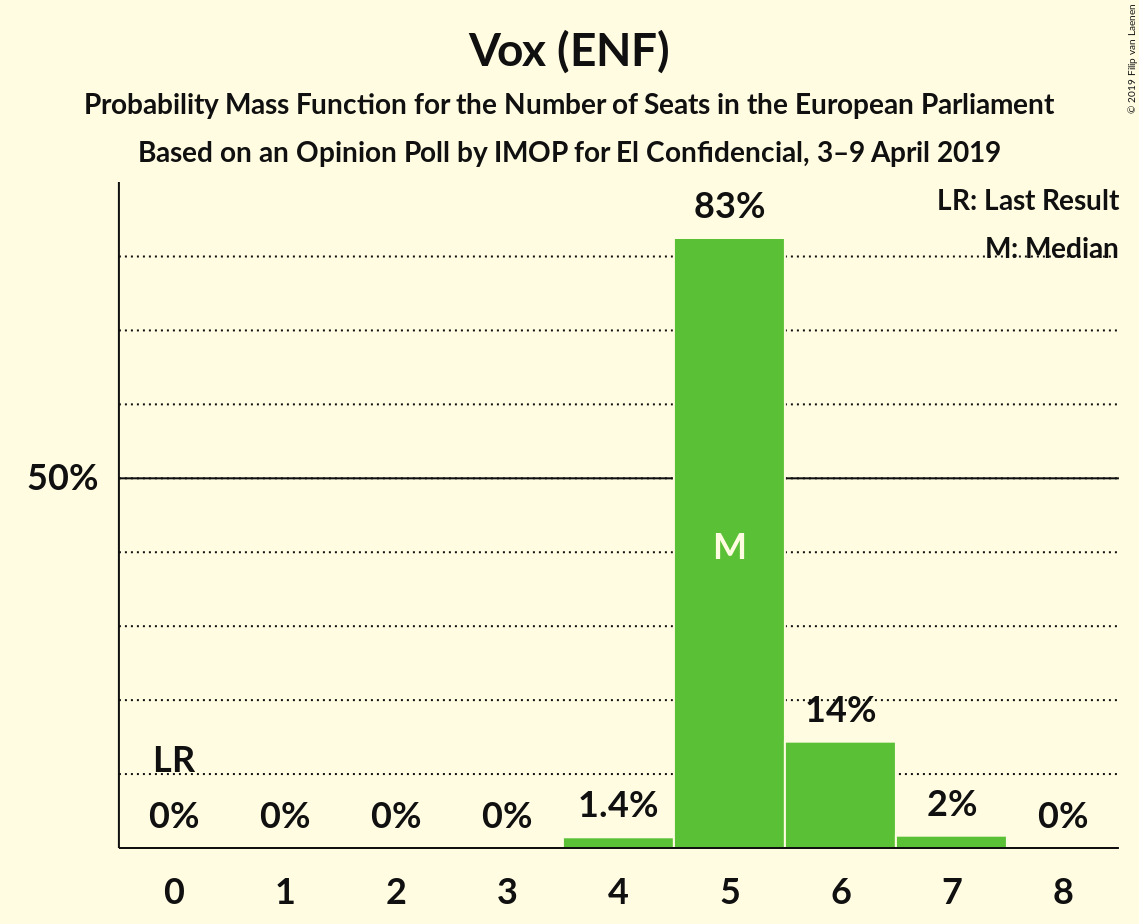 Vox (ENF)
Probability Mass Function for the Number of Seats in the European Parliament
Based on an Opinion Poll by IMOP for El Confidencial, 3–9 April 2019
© 2019 Filip van Laenen
LR: Last Result
M: Median
83%
50%
M
14%
LR
0%
0%
0%
0%
1.4%
2%
0%
0
1
2
3
4
5
6
7
8